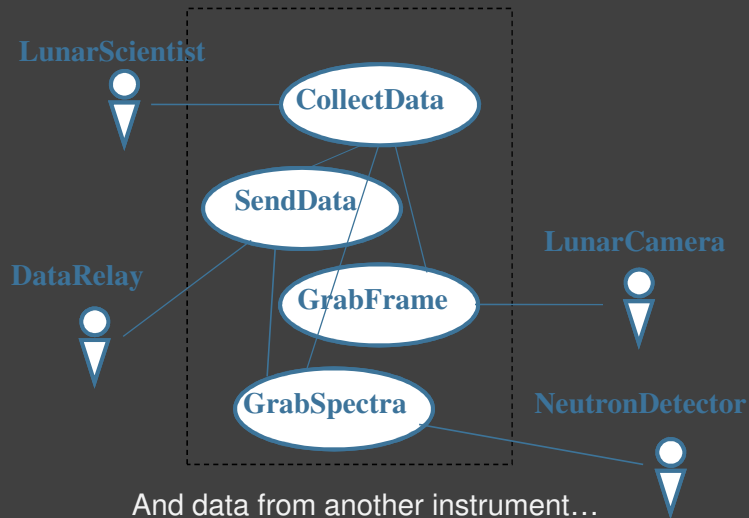 LunarScientist
CollectData
SendData
LunarCamera
DataRelay
GrabFrame
GrabSpectra
NeutronDetector
And data from another instrument…